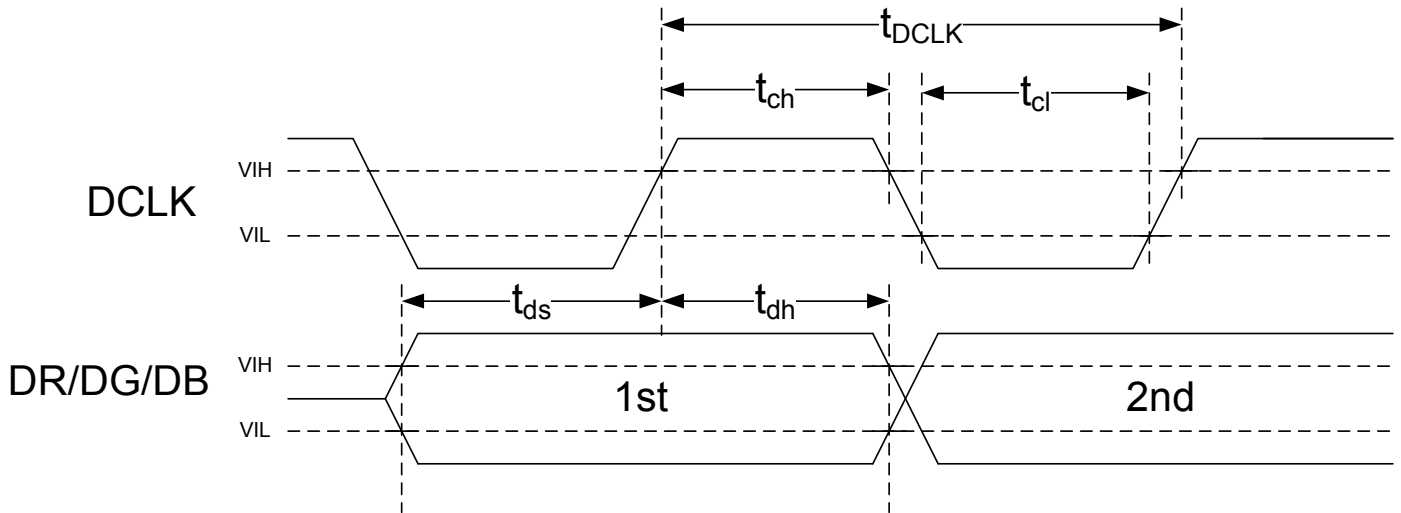 tDCLK
tch
tcl
VIH
DCLK
VIL
tds
tdh
VIH
DR/DG/DB
1st
2nd
VIL